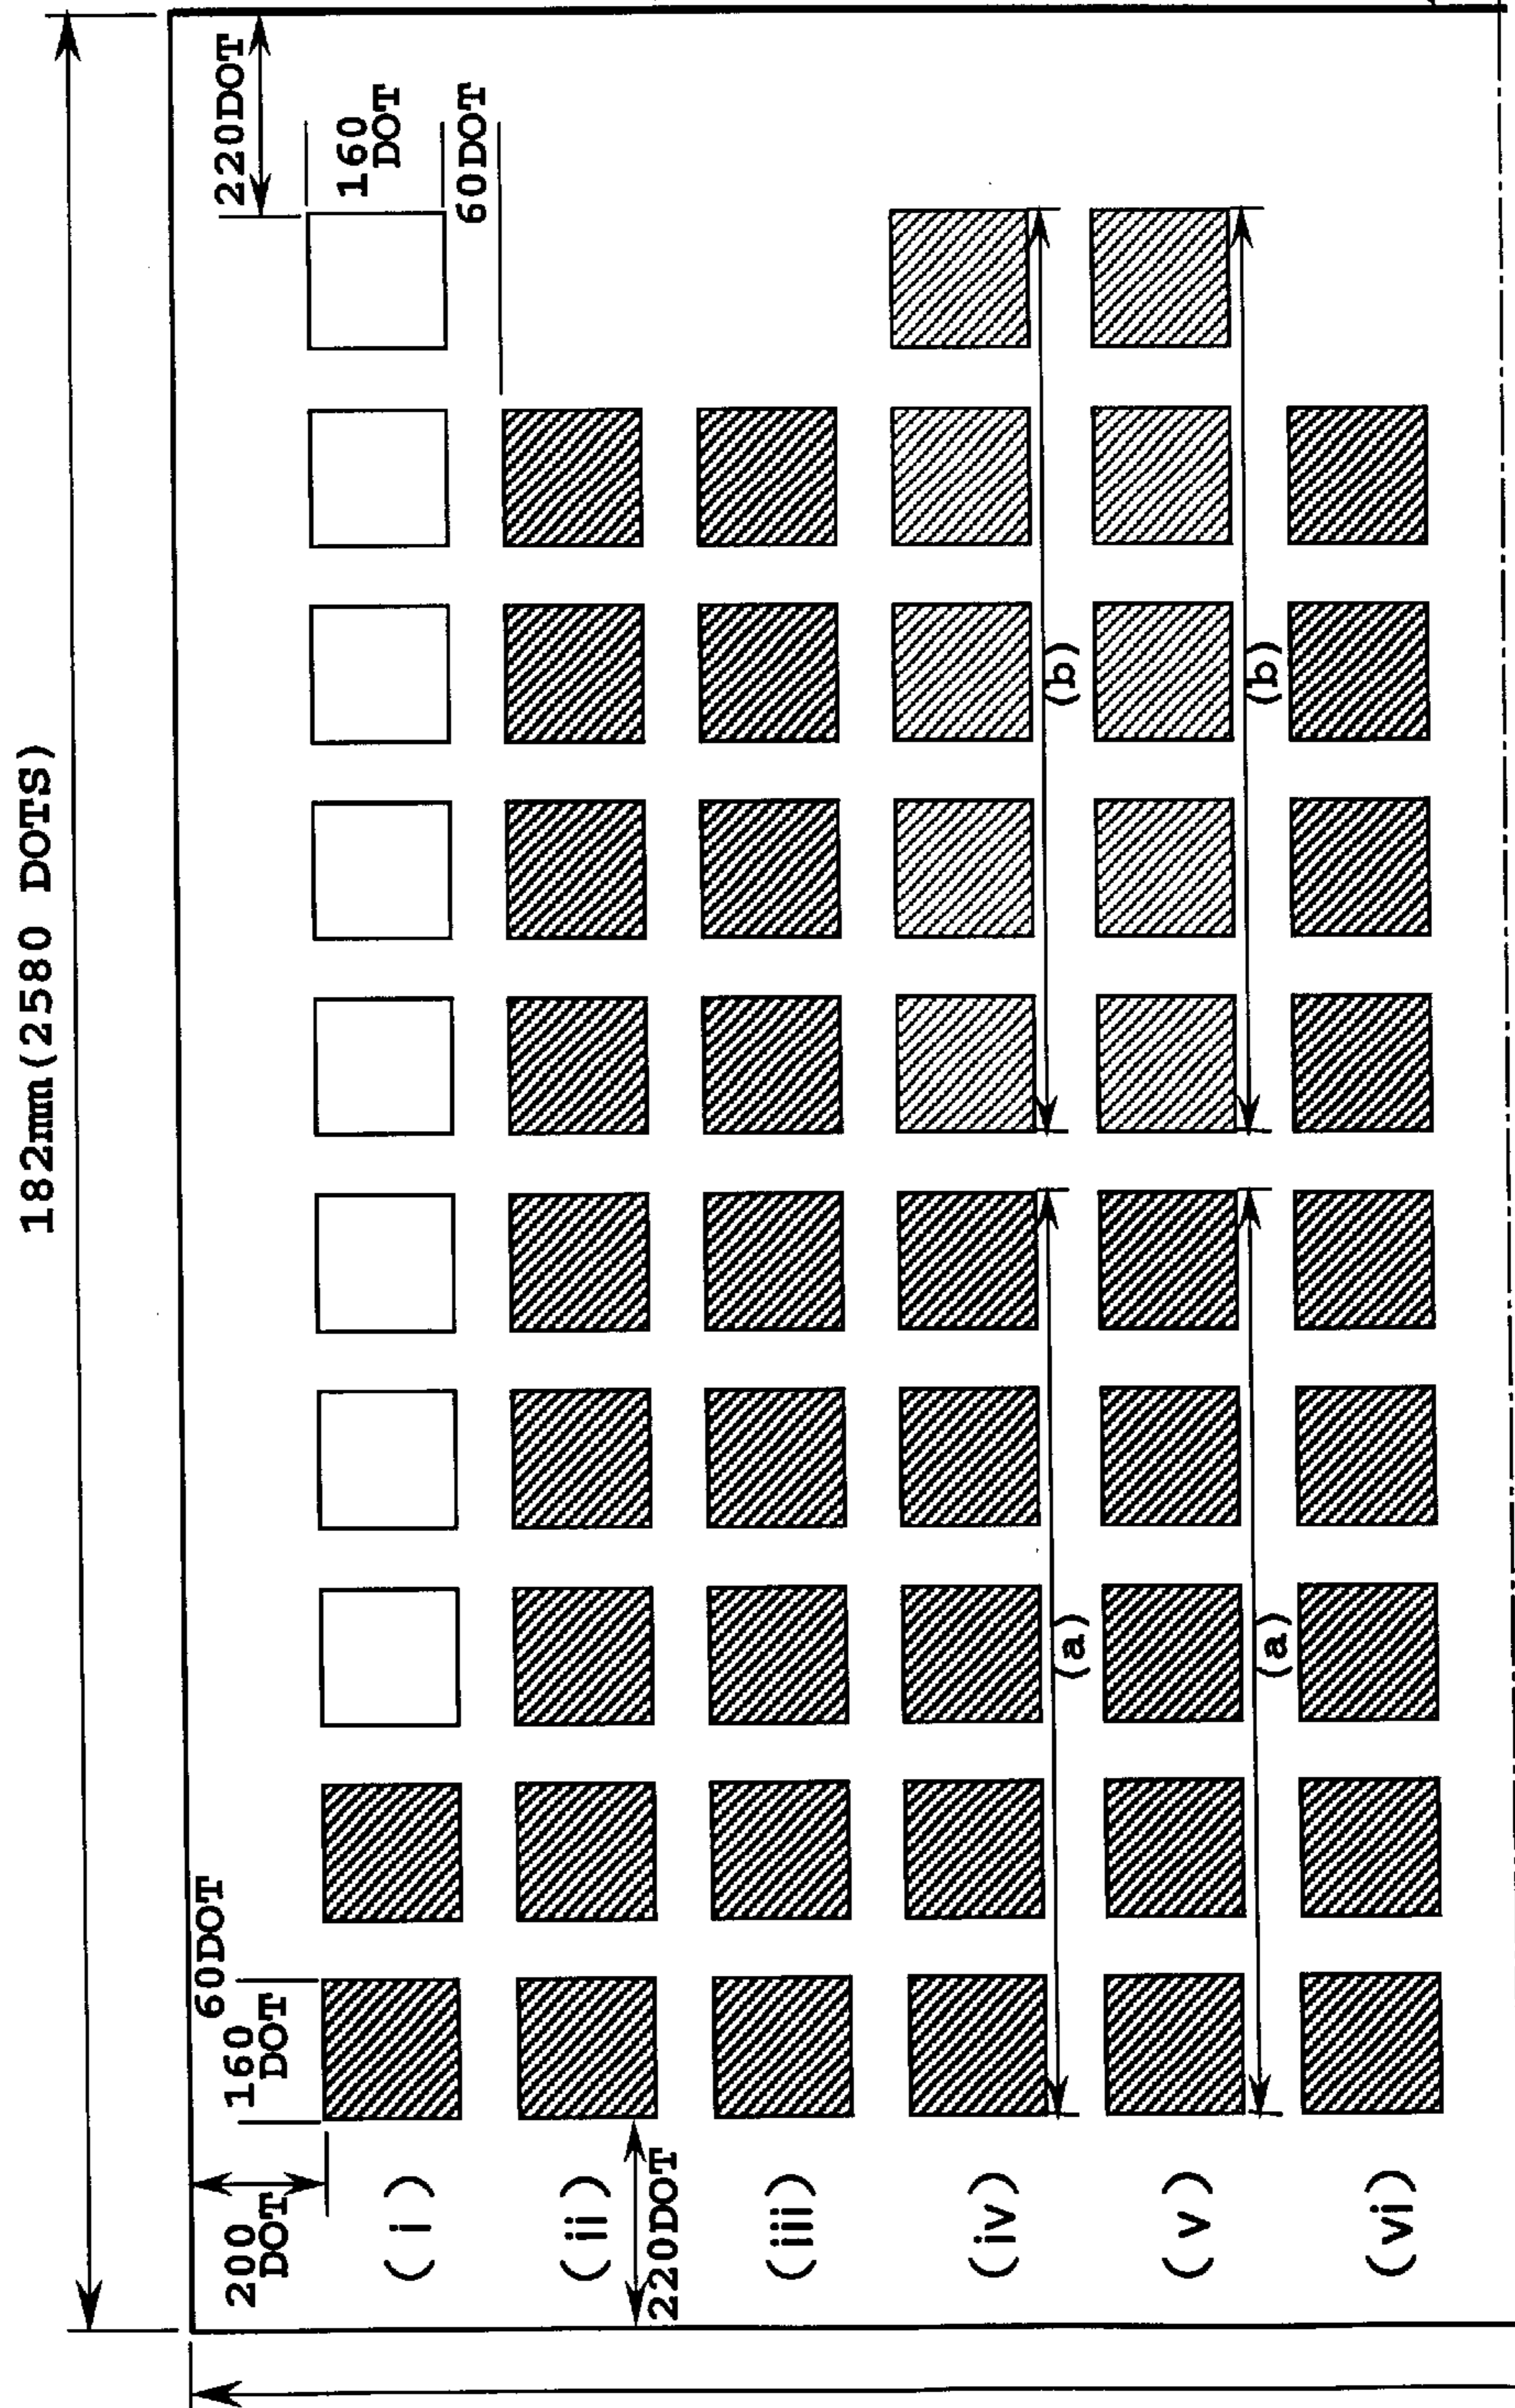 182mm(2580 DOTS)
200
DOT
160
DOT
60DOT
220DOT
160
DOT
60DOT
( i )
( ii )
220DOT
( iii )
( iv )
(a)
(b)
( v )
(a)
(b)
( vi )